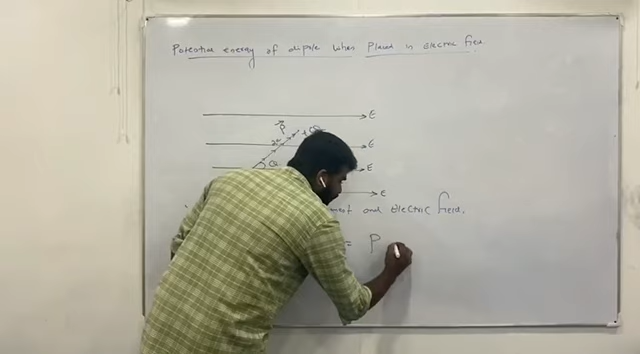 Potential energy of dipole when Placed in electric field
E
P
E
E
E
and electric field.
= P